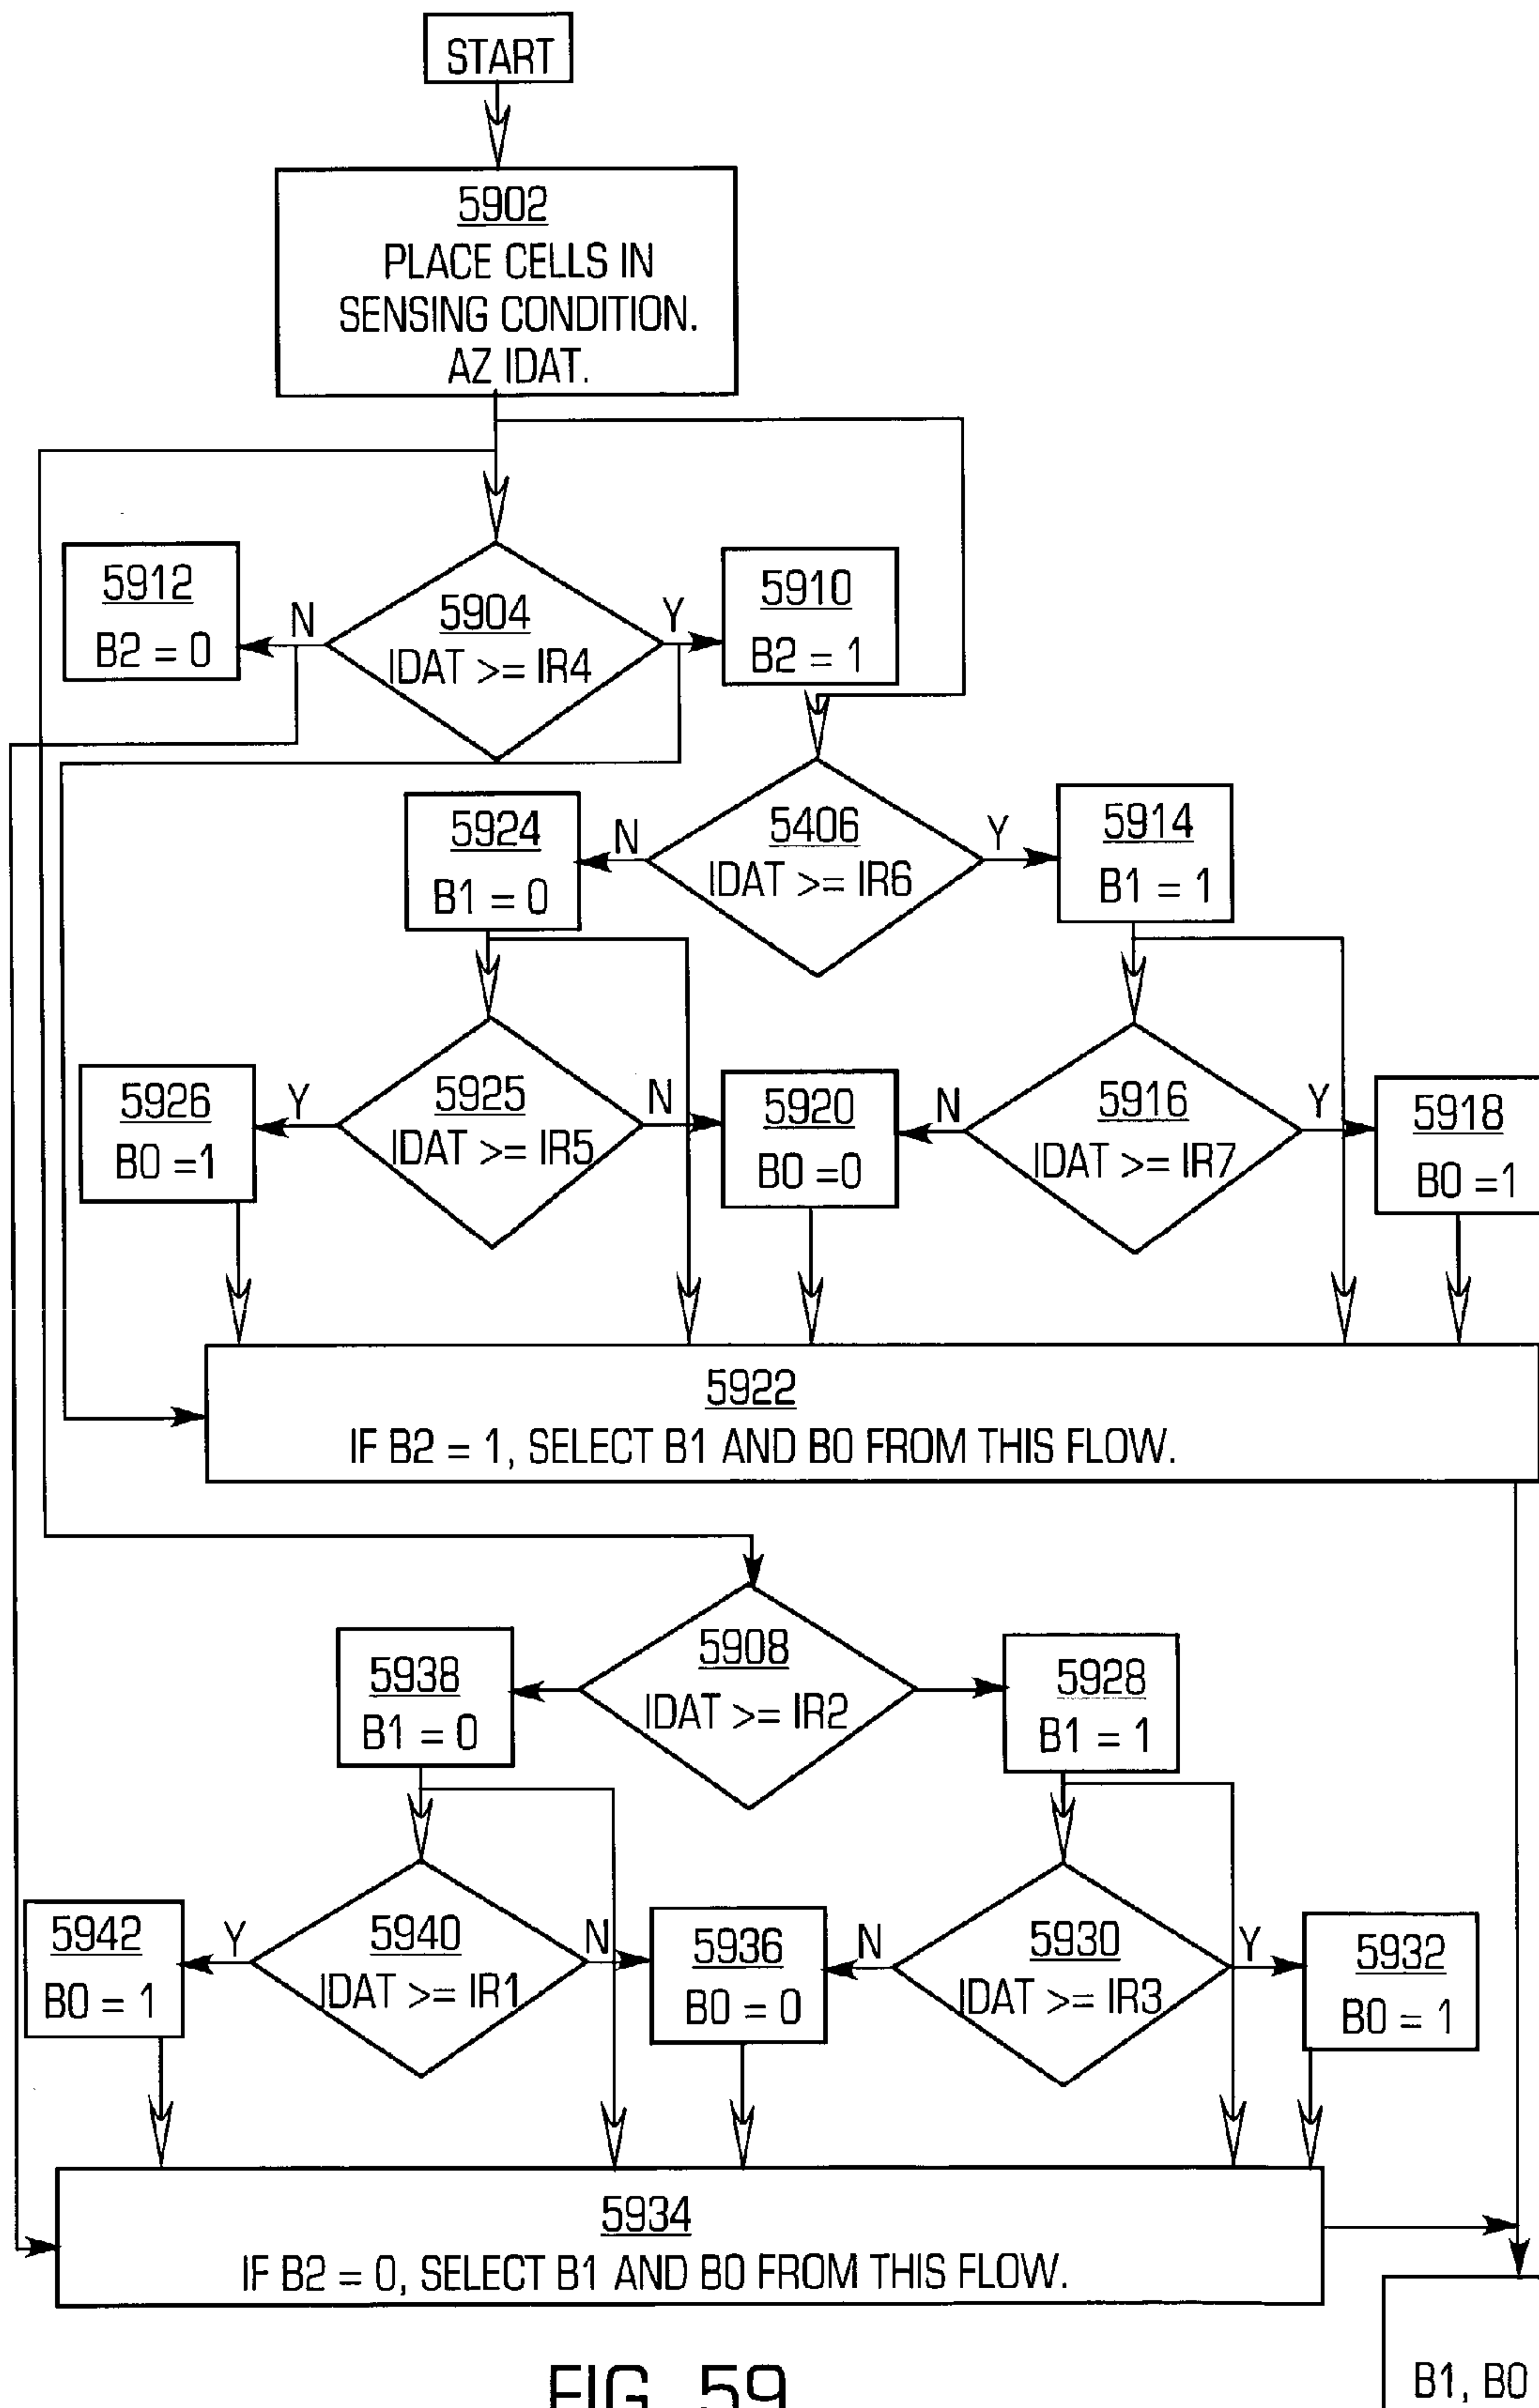 START
5902
PLACE CELLS IN
SENSING CONDITION.
AZ IDAT.
5912
B2 = 0
N
5904
IDAT >= IR4
Y
5910
B2 = 1
5924
B1 = 0
N
5406
IDAT >= IR6
Y
5914
B1 = 1
5926
B0 =1
Y
5925
IDAT >= IR5
N
5920
B0 =0
N
5916
IDAT >= IR7
Y
5918
B0 =1
5922
IF B2 = 1, SELECT B1 AND B0 FROM THIS FLOW.
5938
B1 = 0
5908
IDAT >= IR2
5928
B1 = 1
5942
B0 = 1
Y
5940
IDAT >= IR1
N
5936
B0 = 0
N
5930
IDAT >= IR3
Y
5932
B0 = 1
5934
IF B2 = 0, SELECT B1 AND B0 FROM THIS FLOW.
B1, B0
FIG. 59